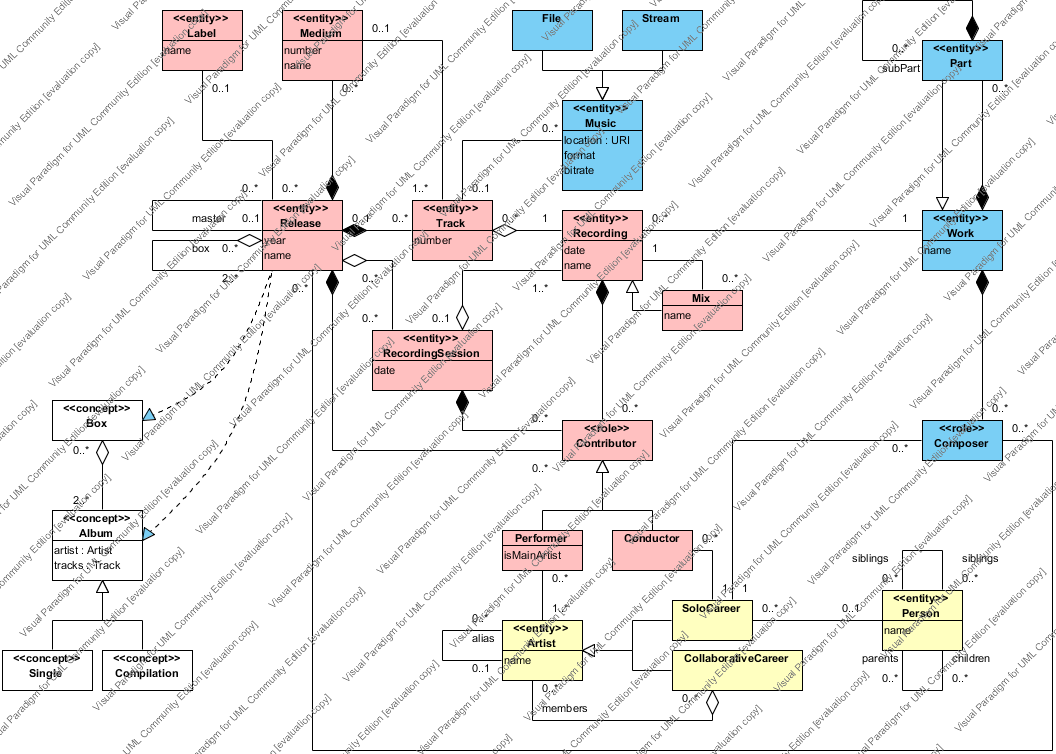 <<entity>>
Label
name
<<entity>>
Medium
number
name
0..1
File
Stream
<<entity>>
Part
0..*
subPart
0..1
0..*
0..*
<<entity>>
Music
location : URI
format
bitrate
0..*
0..*
0..*
1..*
0..1
master
0..1
box
0..*
2..*
<<entity>>
Release
year
name
0..1
0..*
<<entity>>
Track
number
0..*
1
<<entity>>
Recording
date
name
0..*
1
1
<<entity>>
Work
name
0..*
0..*
1..*
0..*
Mix
name
0..*
0..1
<<entity>>
RecordingSession
date
<<concept>>
Box
0..*
0..*
0..*
<<role>>
Contributor
0..*
0..*
<<role>>
Composer
0..*
0..*
0..*
2..*
<<concept>>
Album
artist : Artist
tracks : Track
Performer
isMainArtist
Conductor
0..*
siblings
siblings
0..*
0..*
0..*
1..*
1
1
SoloCareer
0..*
0..1
<<entity>>
Person
name
alias
0..1
<<entity>>
Artist
name
CollaborativeCareer
parents
children
0..*
0..*
<<concept>>
Single
<<concept>>
Compilation
0..*
members
Visual Paradigm for UML Community Edition [evaluation copy]